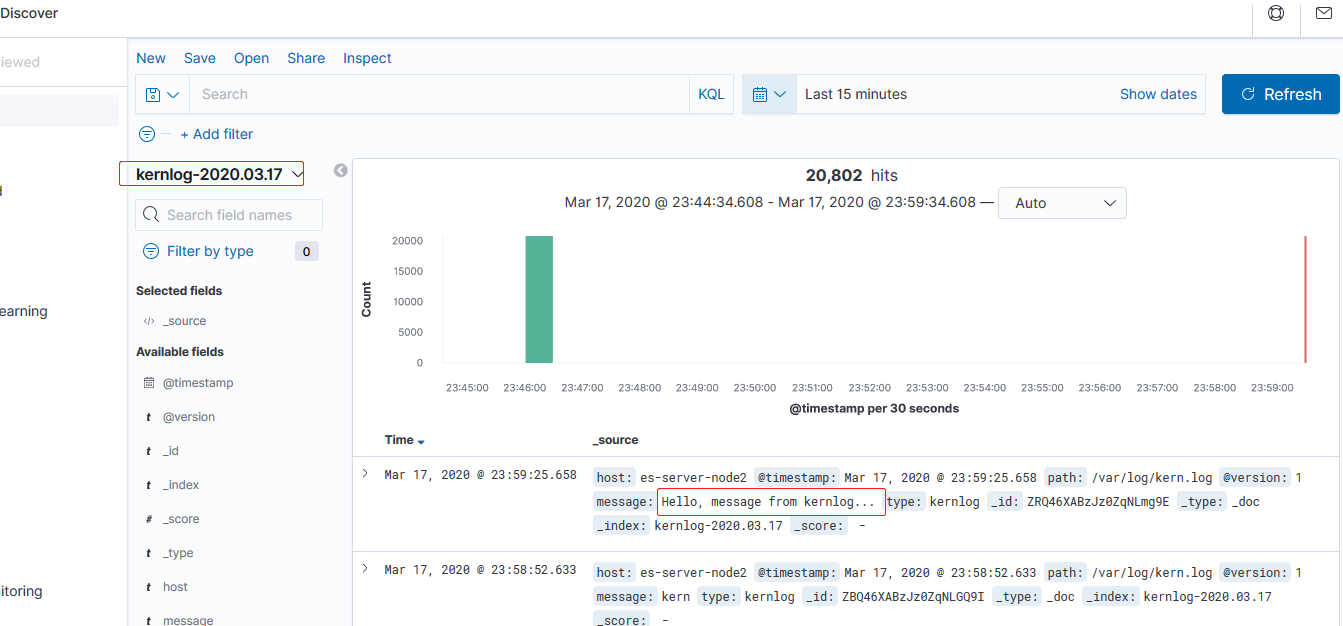 Discover
iewed
New Save Open Share Inspect
Search KQL Last 15 minutes Show dates Refresh
+ Add filter
kernlog-2020.03.17
20,802 hits
Mar 17, 2020 @ 23:44:34.608 - Mar 17, 2020 @ 23:59:34.608 — Auto
Search field names
Filter by type 0
Selected fields
</> _source
Available fields
@timestamp
t @version
t _id
t _index
# _score
t _type
t host
t message
earning
itoring
Count
20000
15000
10000
5000
0
23:45:00 23:46:00 23:47:00 23:48:00 23:49:00 23:50:00 23:51:00 23:52:00 23:53:00 23:54:00 23:55:00 23:56:00 23:57:00 23:58:00 23:59:00
@timestamp per 30 seconds
Time _source
Mar 17, 2020 @ 23:59:25.658 host: es-server-node2 @timestamp: Mar 17, 2020 @ 23:59:25.658 path: /var/log/kern.log @version: 1
message: Hello, message from kernlog... type: kernlog _id: ZRQ46XABzJz0ZqNLmg9E _type: _doc
_index: kernlog-2020.03.17 _score: -
Mar 17, 2020 @ 23:58:52.633 host: es-server-node2 @timestamp: Mar 17, 2020 @ 23:58:52.633 path: /var/log/kern.log @version: 1
message: kern type: kernlog _id: ZBQ46XABzJz0ZqNLGQ9I _type: _doc _index: kernlog-2020.03.17
_score: -